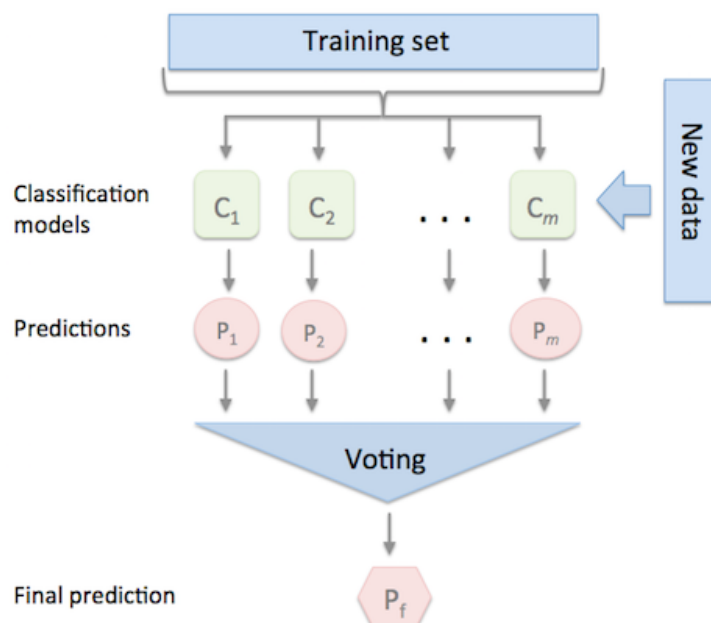 Training set
New data
Classification
models
C1
C2
. . .
Cm
Predictions
P1
P2
. . .
Pm
Voting
Final prediction
Pf